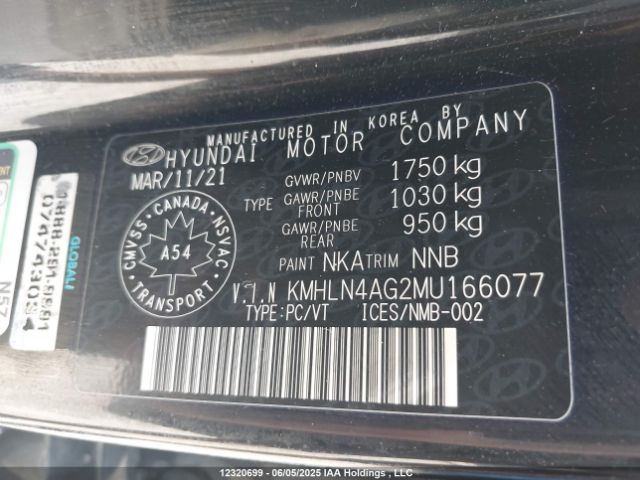 MANUFACTURED IN KOREA BY
HYUNDAI MOTOR COMPANY
MAR/11/21
TYPE
GVWR/PNBV 1750 kg
GAWR/PNBE FRONT 1030 kg
GAWR/PNBE REAR 950 kg
CMVSS · CANADA · NSVAC
A54
TRANSPORT
PAINT NKA TRIM NNB
V.I.N KMHLN4AG2MU166077
TYPE:PC/VT ICES/NMB-002
GLOBAL
N57
12320699 - 06/05/2025 IAA Holdings , LLC